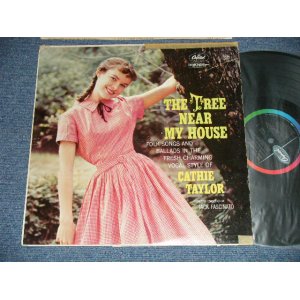 Capitol
THE TREE
NEAR
MY HOUSE
FOLK SONGS AND
BALLADS IN THE
FRESH, CHARMING
VOCAL STYLE OF
CATHIE
TAYLOR
JACK FASCINATO